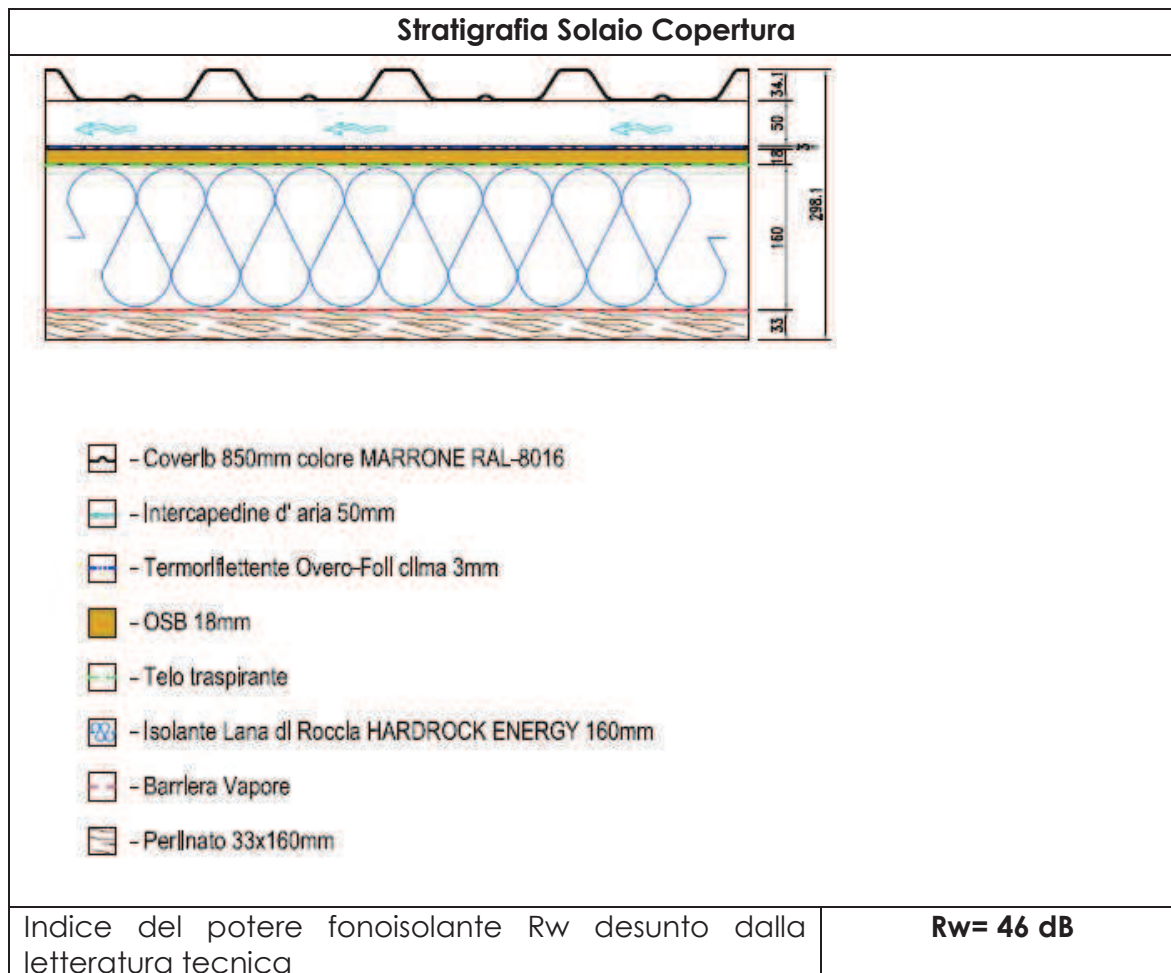 Stratigrafia Solaio Copertura
34.1
50
3
18
160
33
298.1
- Coverlb 850mm colore MARRONE RAL-8016
- Intercapedine d' aria 50mm
- Termoriflettente Overo-Foil clima 3mm
- OSB 18mm
- Telo traspirante
- Isolante Lana di Roccia HARDROCK ENERGY 160mm
- Barriera Vapore
- Perlinato 33x160mm
Indice del potere fonoisolante Rw desunto dalla
letteratura tecnica
Rw= 46 dB